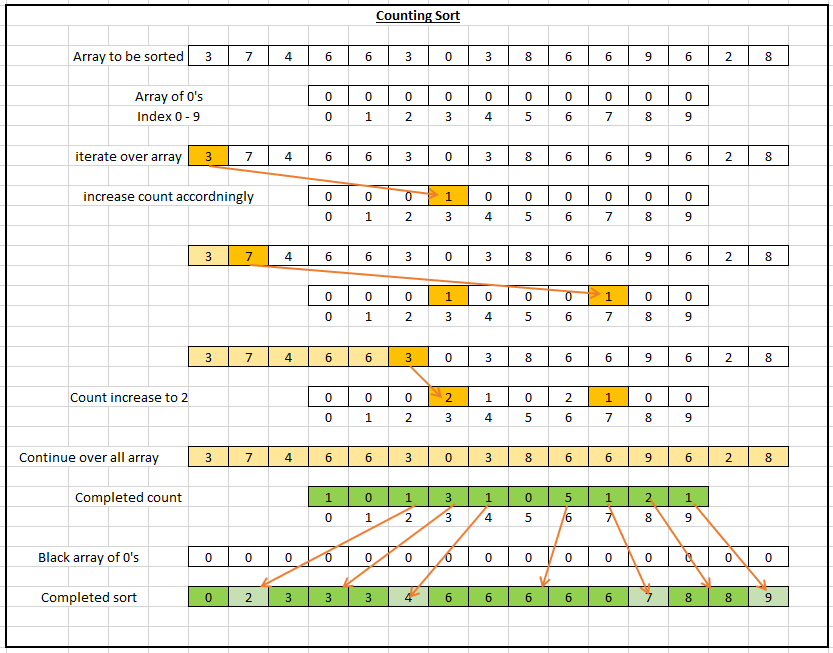 Counting Sort
Array to be sorted 3 7 4 6 6 3 0 3 8 6 6 9 6 2 8
Array of 0's 0 0 0 0 0 0 0 0 0 0
Index 0 - 9 0 1 2 3 4 5 6 7 8 9
iterate over array 3 7 4 6 6 3 0 3 8 6 6 9 6 2 8
increase count accordningly 0 0 0 1 0 0 0 0 0 0
0 1 2 3 4 5 6 7 8 9
3 7 4 6 6 3 0 3 8 6 6 9 6 2 8
0 0 0 1 0 0 0 1 0 0
0 1 2 3 4 5 6 7 8 9
3 7 4 6 6 3 0 3 8 6 6 9 6 2 8
Count increase to 2 0 0 0 2 1 0 2 1 0 0
0 1 2 3 4 5 6 7 8 9
Continue over all array 3 7 4 6 6 3 0 3 8 6 6 9 6 2 8
Completed count 1 0 1 3 1 0 5 1 2 1
0 1 2 3 4 5 6 7 8 9
Black array of 0's 0 0 0 0 0 0 0 0 0 0 0 0 0 0 0
Completed sort 0 2 3 3 3 4 6 6 6 6 6 7 8 8 9